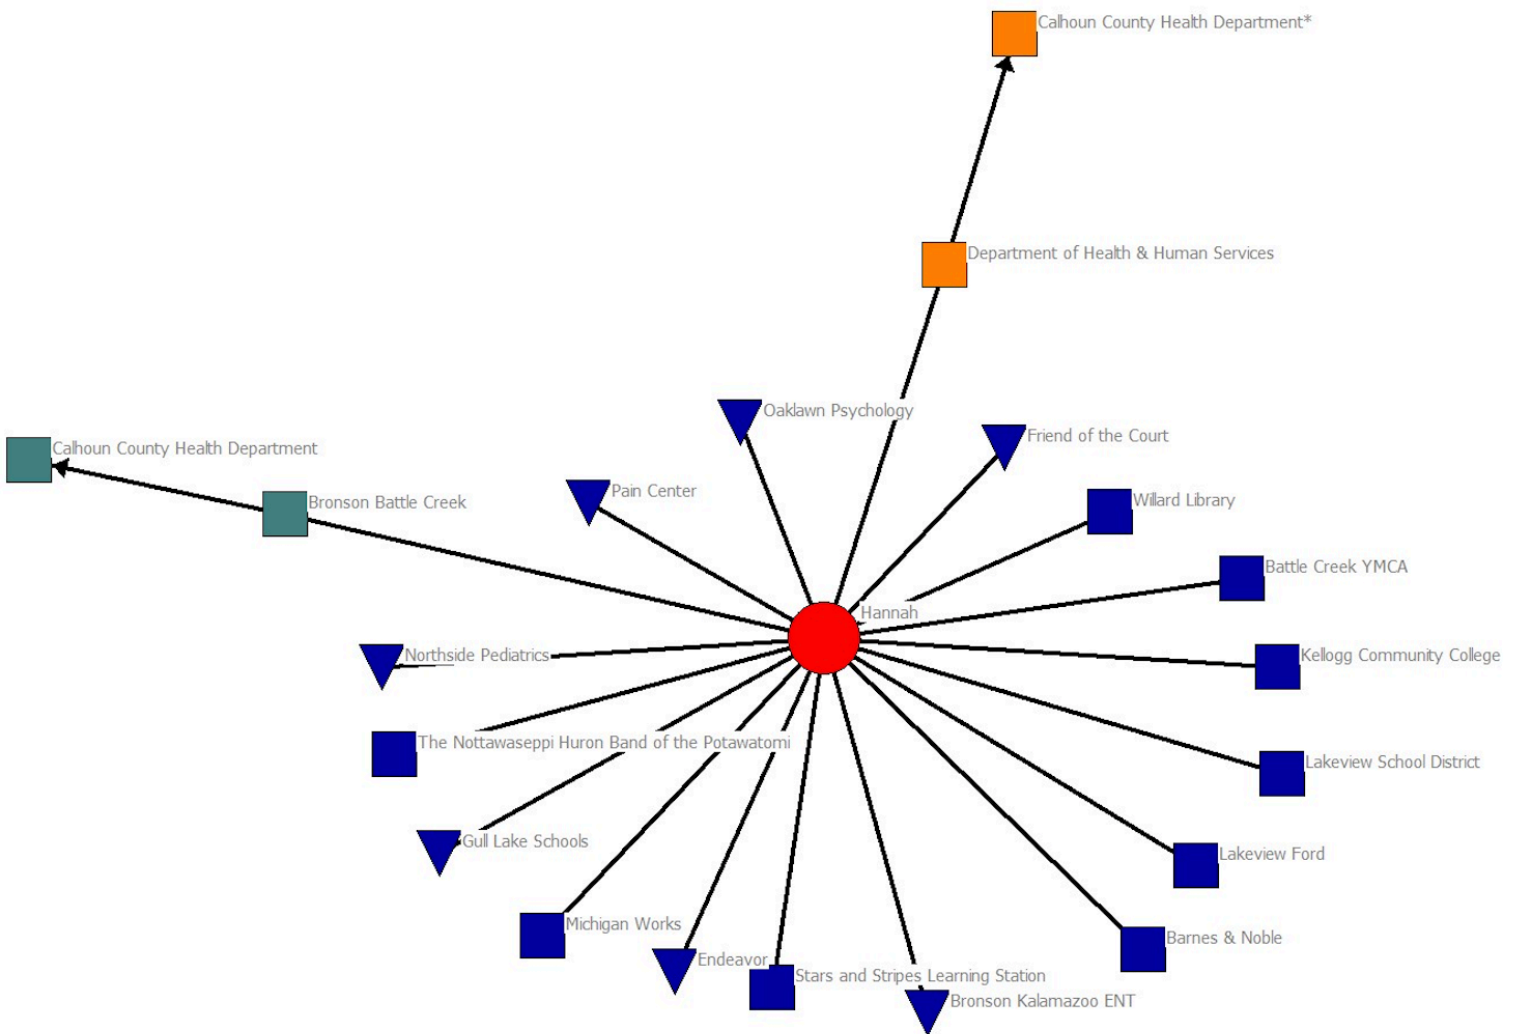 Calhoun County Health Department*
Department of Health & Human Services
Oaklawn Psychology
Friend of the Court
Calhoun County Health Department
Pain Center
Willard Library
Bronson Battle Creek
Battle Creek YMCA
Hannah
Northside Pediatrics
Kellogg Community College
The Nottawaseppi Huron Band of the Potawatomi
Lakeview School District
Gull Lake Schools
Lakeview Ford
Michigan Works
Barnes & Noble
Endeavor
Stars and Stripes Learning Station
Bronson Kalamazoo ENT